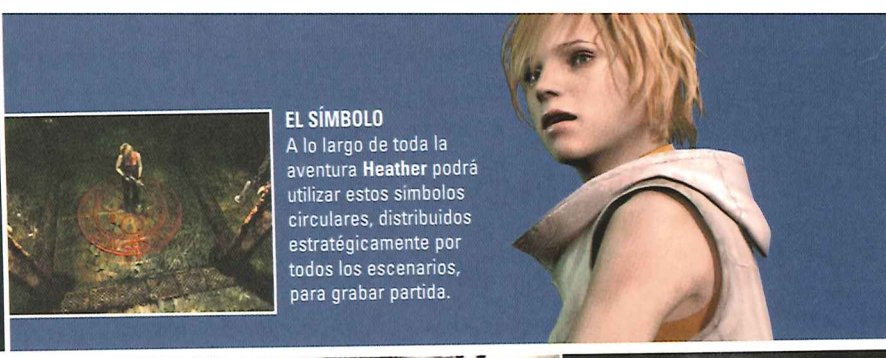 EL SÍMBOLO
A lo largo de toda la
aventura Heather podrá
utilizar estos símbolos
circulares, distribuidos
estratégicamente por
todos los escenarios,
para grabar partida.